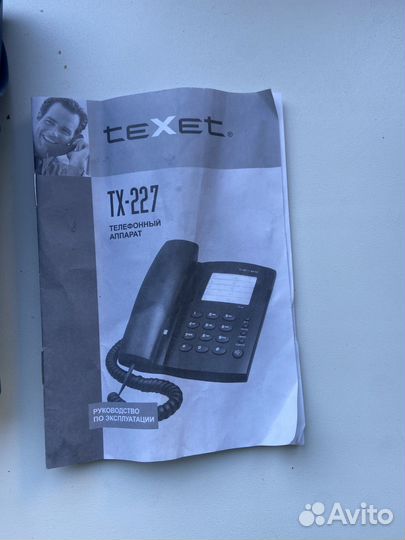 teXet®
TX-227
ТЕЛЕФОННЫЙ
АППАРАТ
РУКОВОДСТВО
ПО ЭКСПЛУАТАЦИИ
Avito